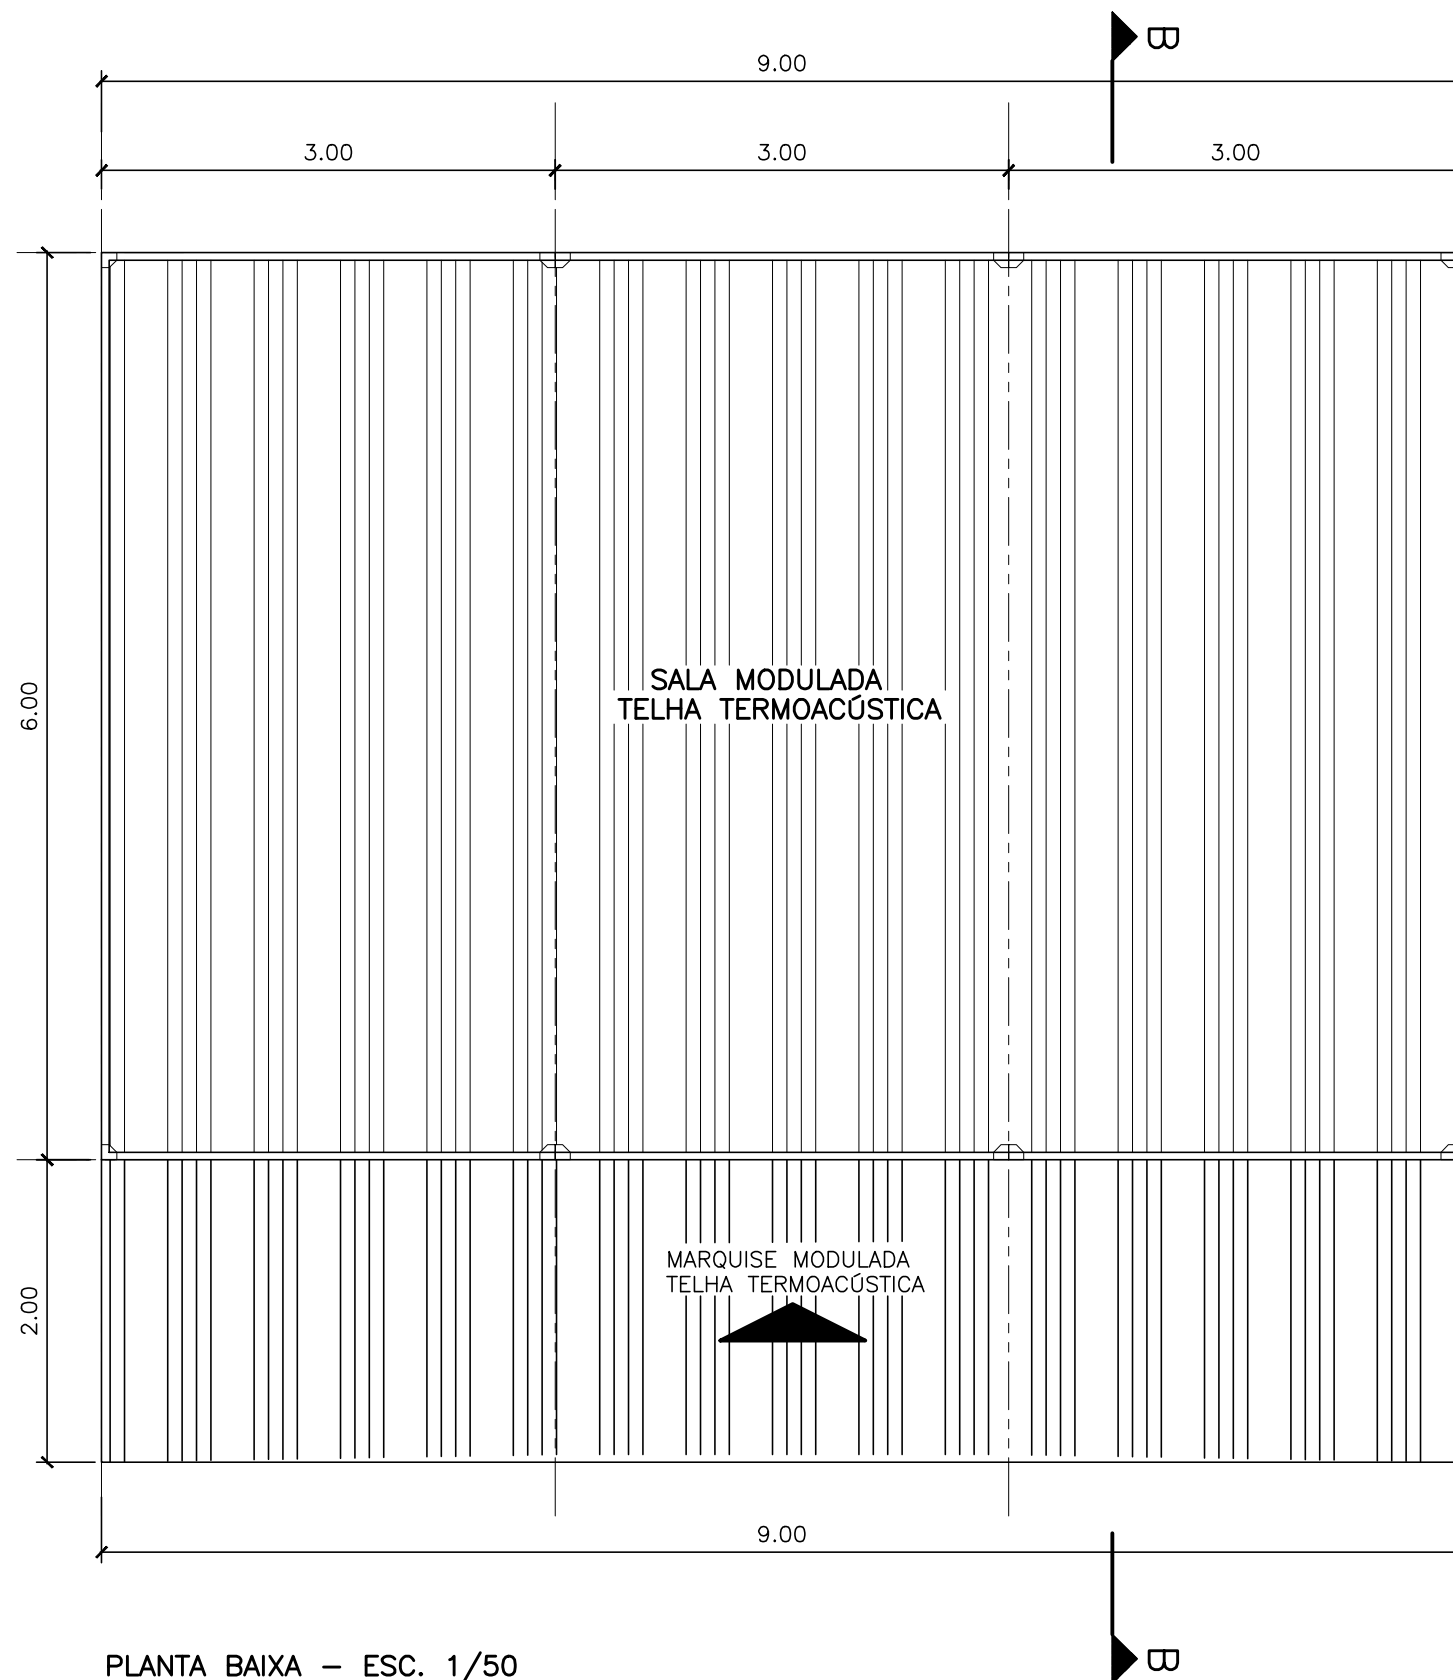 B
9.00
3.00
3.00
3.00
6.00
SALA MODULADA
TELHA TERMOACÚSTICA
2.00
MARQUISE MODULADA
TELHA TERMOACÚSTICA
9.00
B
PLANTA BAIXA – ESC. 1/50